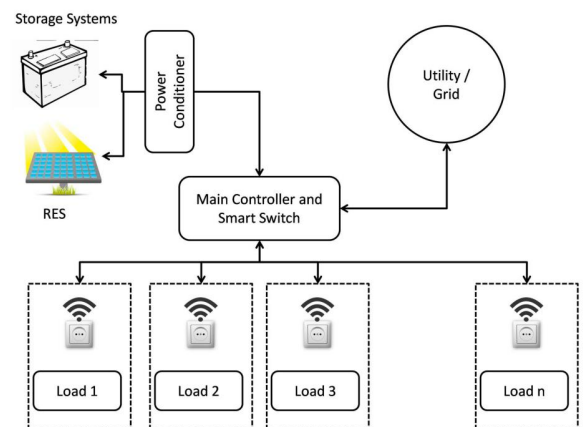 Storage Systems
Power
Conditioner
Utility /
Grid
RES
Main Controller and
Smart Switch
Load 1
Load 2
Load 3
Load n